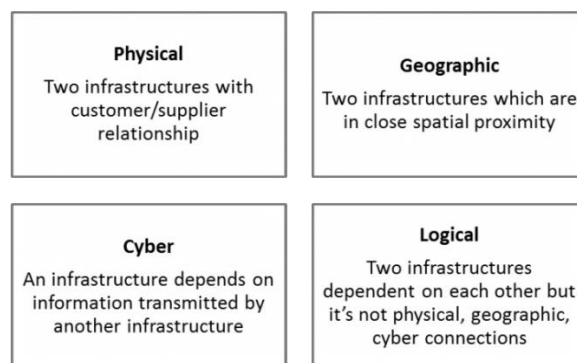 Physical
Two infrastructures with
customer/supplier
relationship
Geographic
Two infrastructures which are
in close spatial proximity
Cyber
An infrastructure depends on
information transmitted by
another infrastructure
Logical
Two infrastructures
dependent on each other but
it's not physical, geographic,
cyber connections